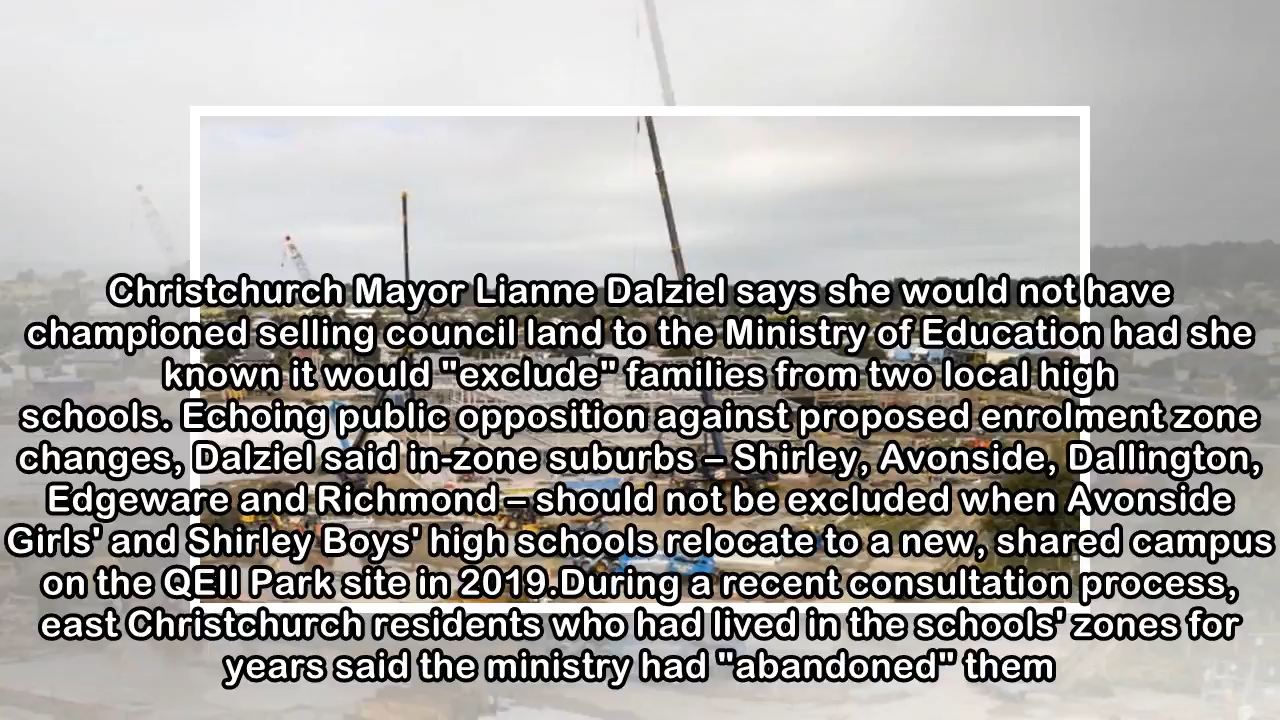 Christchurch Mayor Lianne Dalziel says she would not have
championed selling council land to the Ministry of Education had she
known it would "exclude" families from two local high
schools. Echoing public opposition against proposed enrolment zone
changes, Dalziel said in-zone suburbs – Shirley, Avonside, Dallington,
Edgeware and Richmond – should not be excluded when Avonside
Girls' and Shirley Boys' high schools relocate to a new, shared campus
on the QEII Park site in 2019.During a recent consultation process,
east Christchurch residents who had lived in the schools' zones for
years said the ministry had "abandoned" them